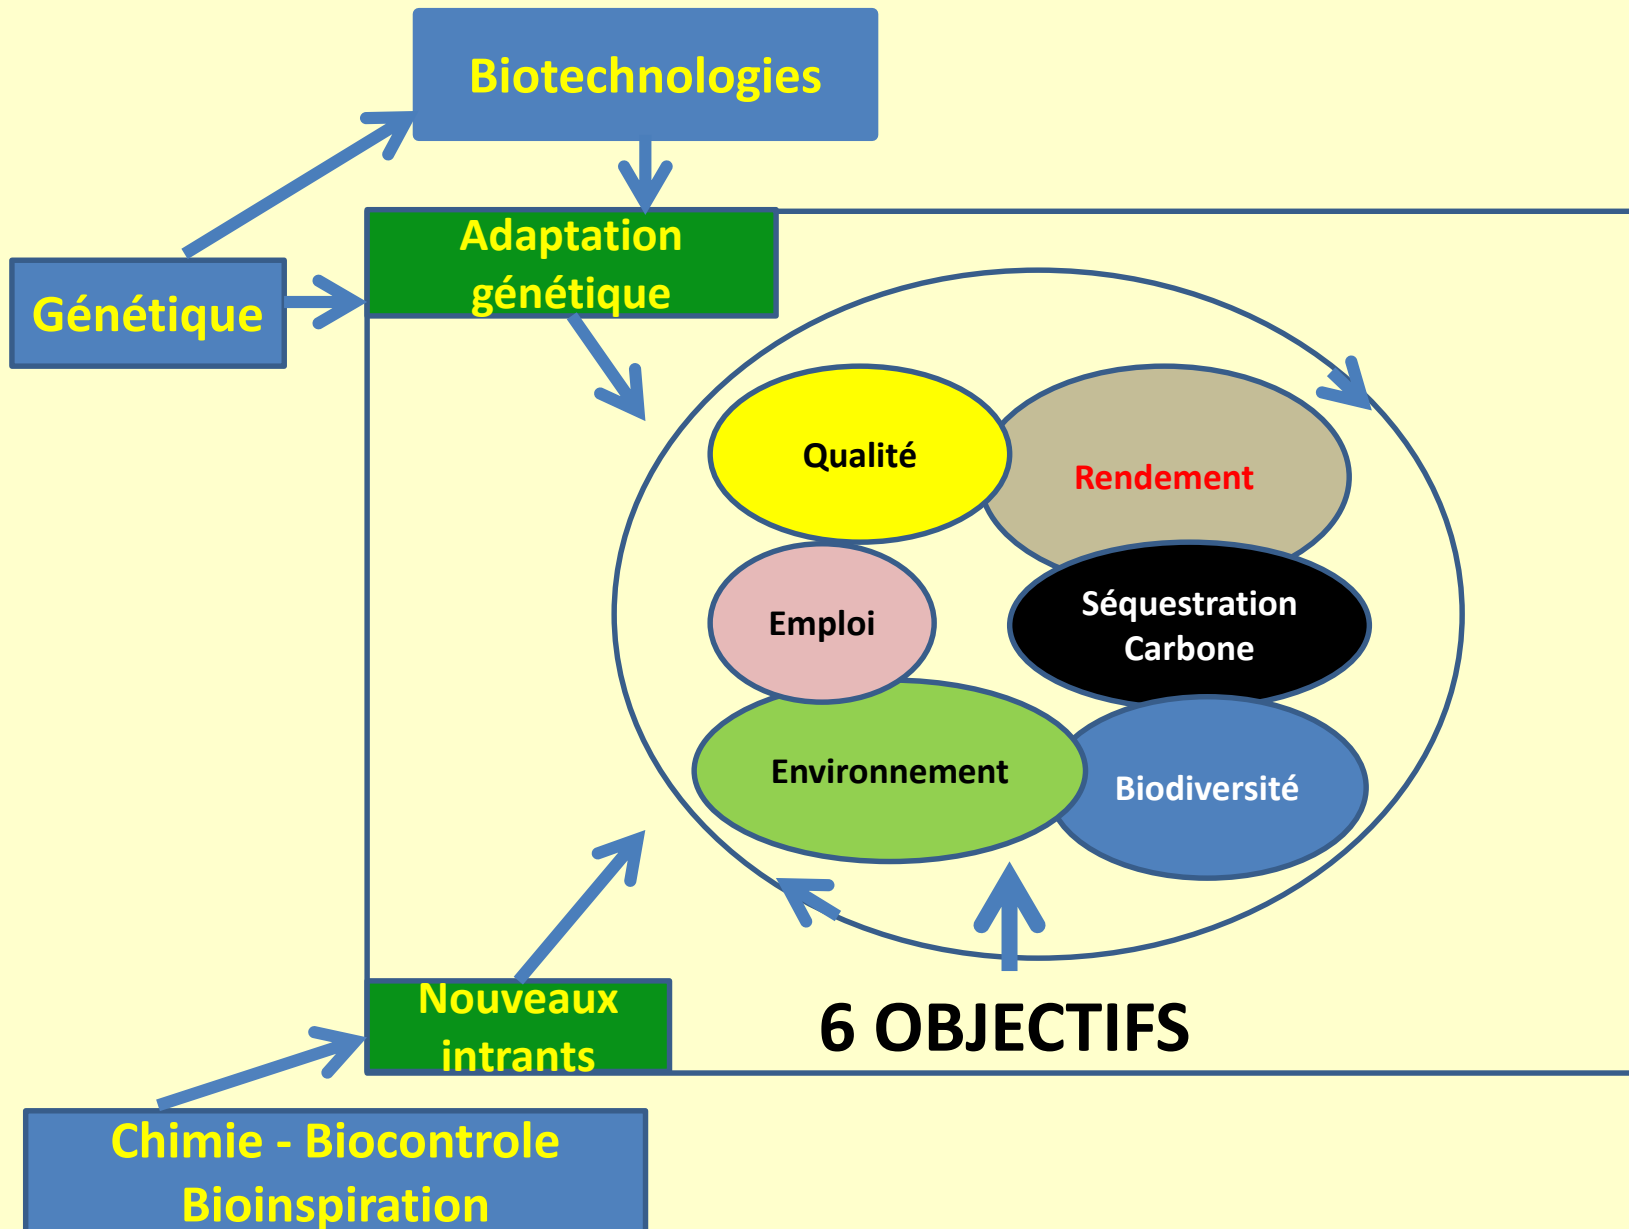 Biotechnologies
Adaptation
génétique
Génétique
Qualité
Rendement
Emploi
Séquestration
Carbone
Environnement
Biodiversité
Nouveaux
intrants
6 OBJECTIFS
Chimie - Biocontrole
Bioinspiration